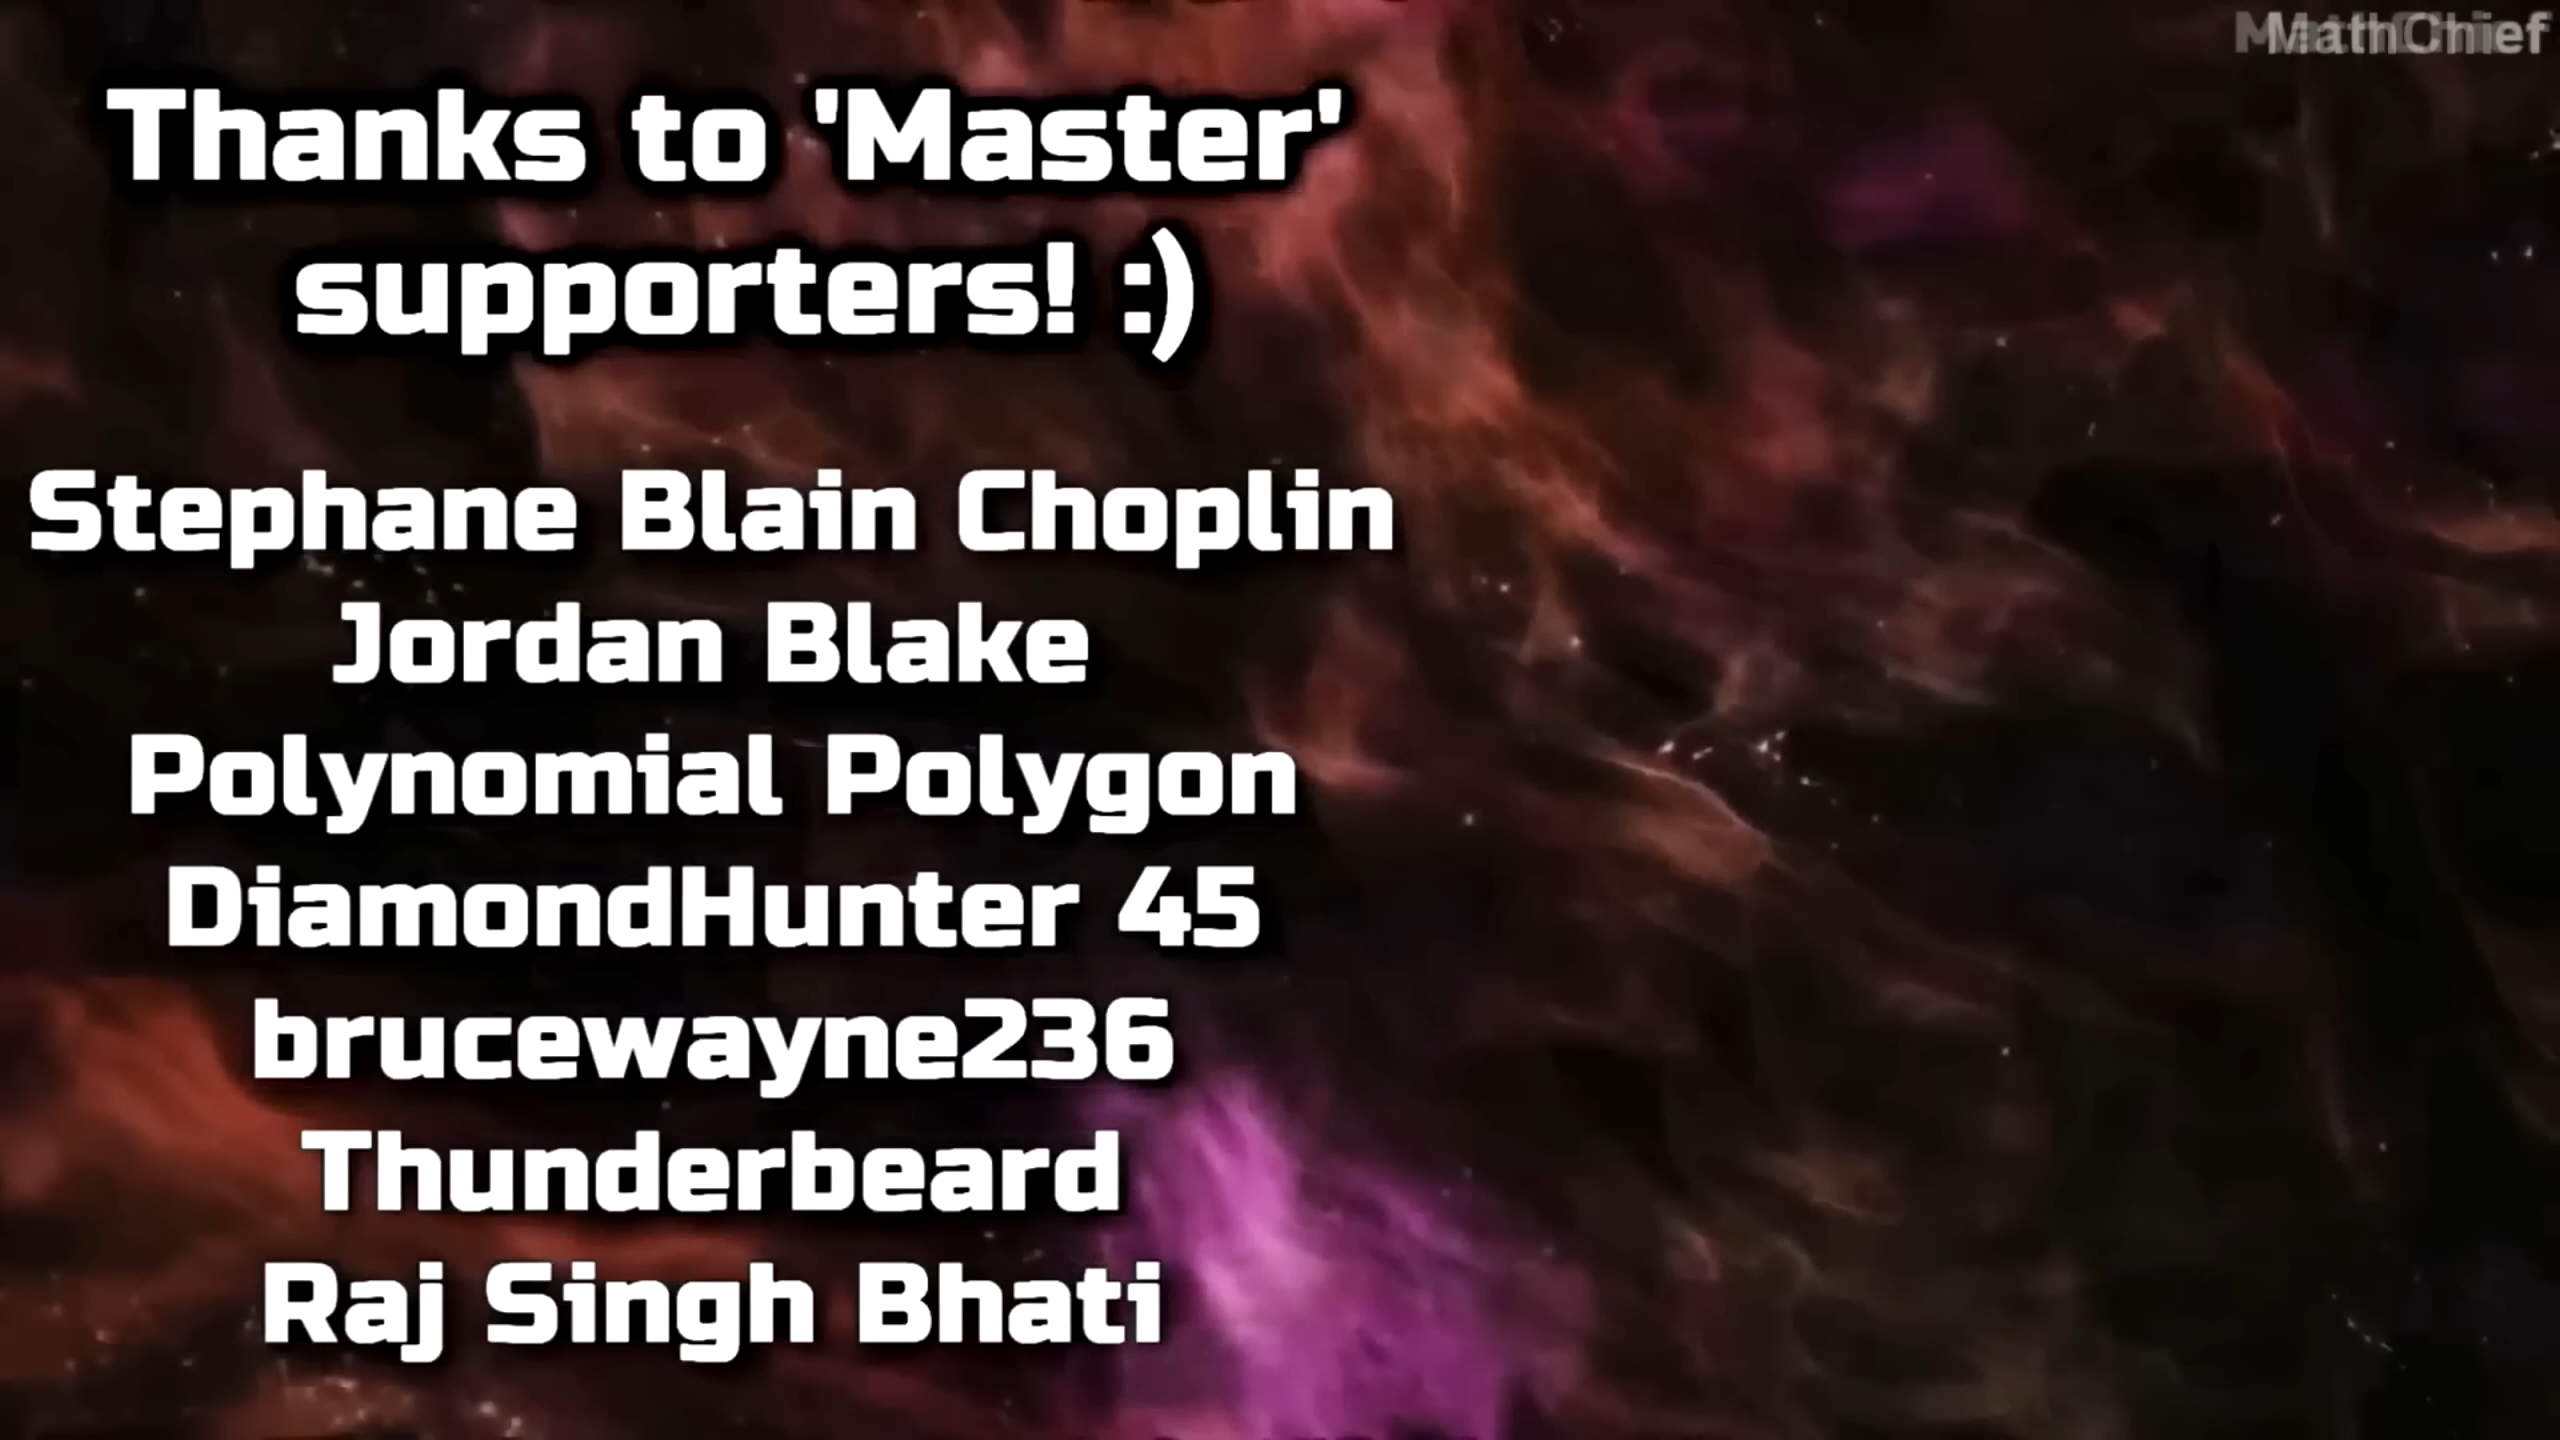 MathChief
Thanks to 'Master'
supporters! :)
Stephane Blain Choplin
Jordan Blake
Polynomial Polygon
DiamondHunter 45
brucewayne236
Thunderbeard
Raj Singh Bhati